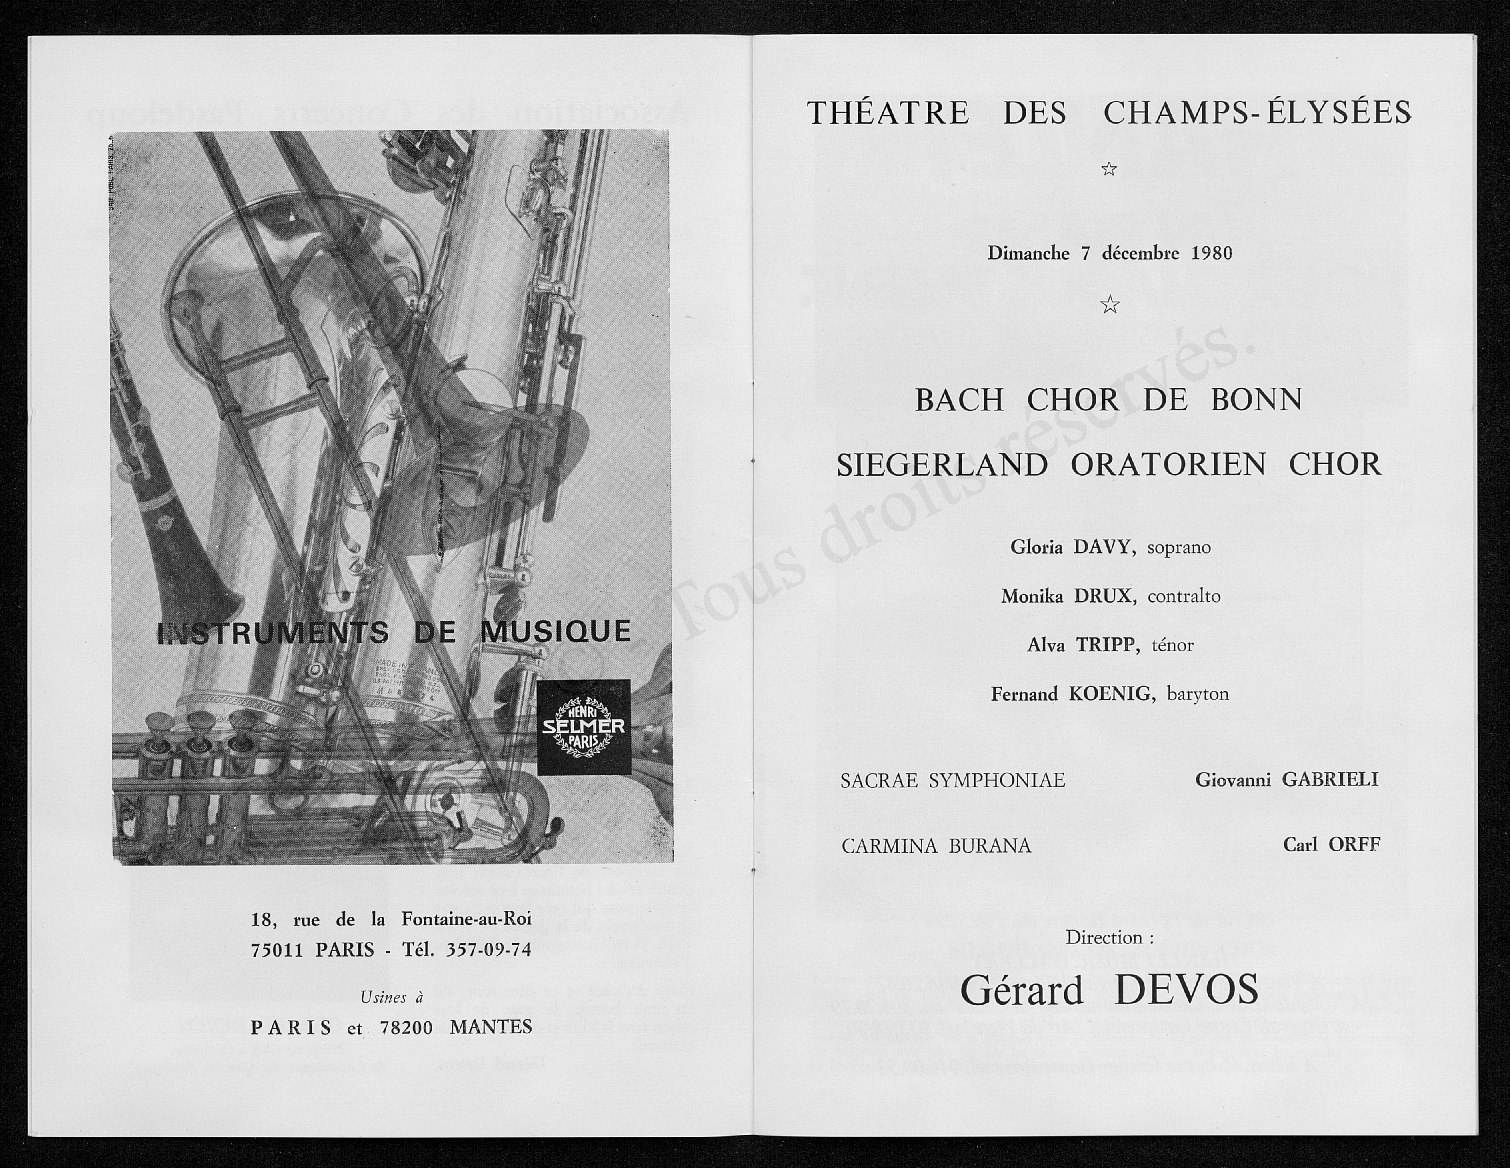 INSTRUMENTS DE MUSIQUE
HENRI
SELMER
PARIS
18, rue de la Fontaine-au-Roi
75011 PARIS - Tél. 357-09-74
Usines à
PARIS et 78200 MANTES
THÉATRE DES CHAMPS-ÉLYSÉES
Dimanche 7 décembre 1980
BACH CHOR DE BONN
SIEGERLAND ORATORIEN CHOR
Gloria DAVY, soprano
Monika DRUX, contralto
Alva TRIPP, ténor
Fernand KOENIG, baryton
SACRAE SYMPHONIAE Giovanni GABRIELI
CARMINA BURANA Carl ORFF
Direction :
Gérard DEVOS
Tous droits réservés.